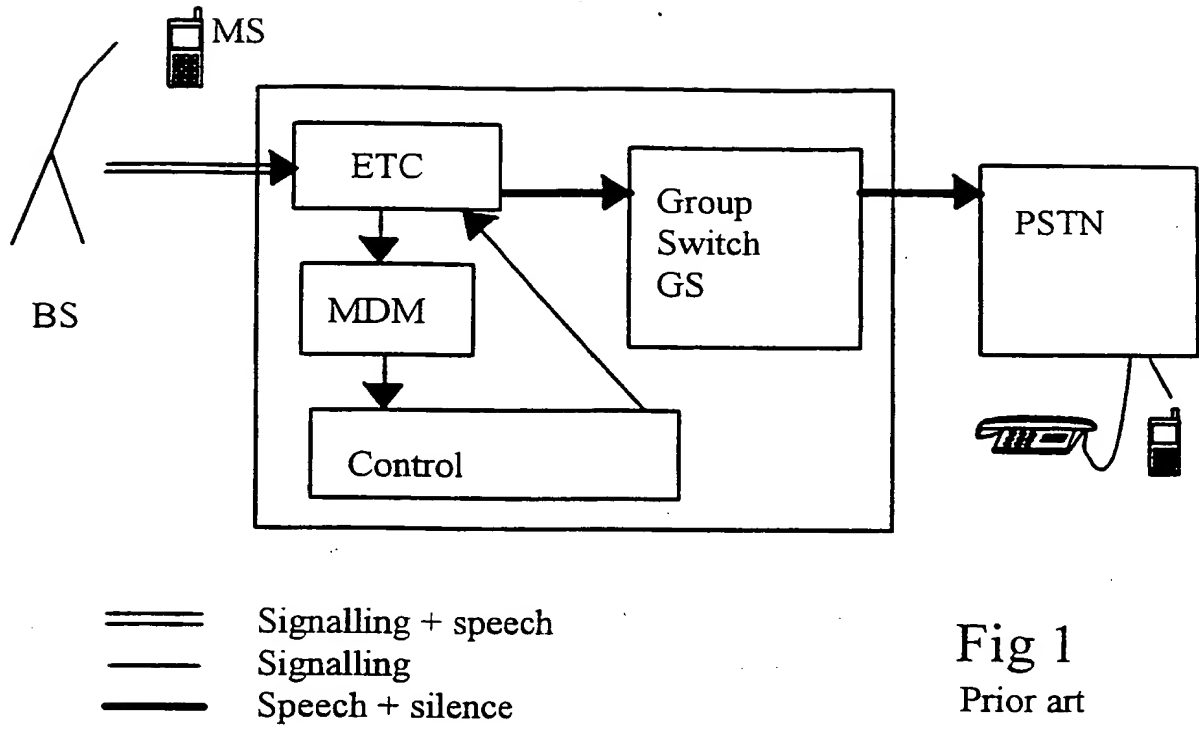 MS
ETC
Group
Switch
GS
PSTN
MDM
BS
Control
Signalling + speech
Signalling
Speech + silence
Fig 1
Prior art